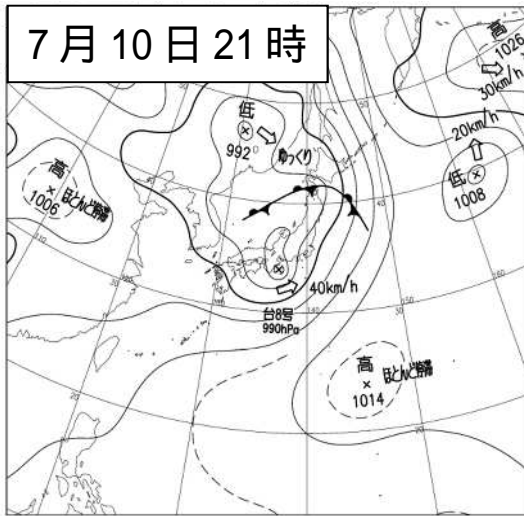 7月10日21時
高
1026
30km/h
20km/h
低
1008
低
992
ゆっくり
高
1006
ほとんど停滞
40km/h
台8号
990hPa
高
ほとんど停滞
1014